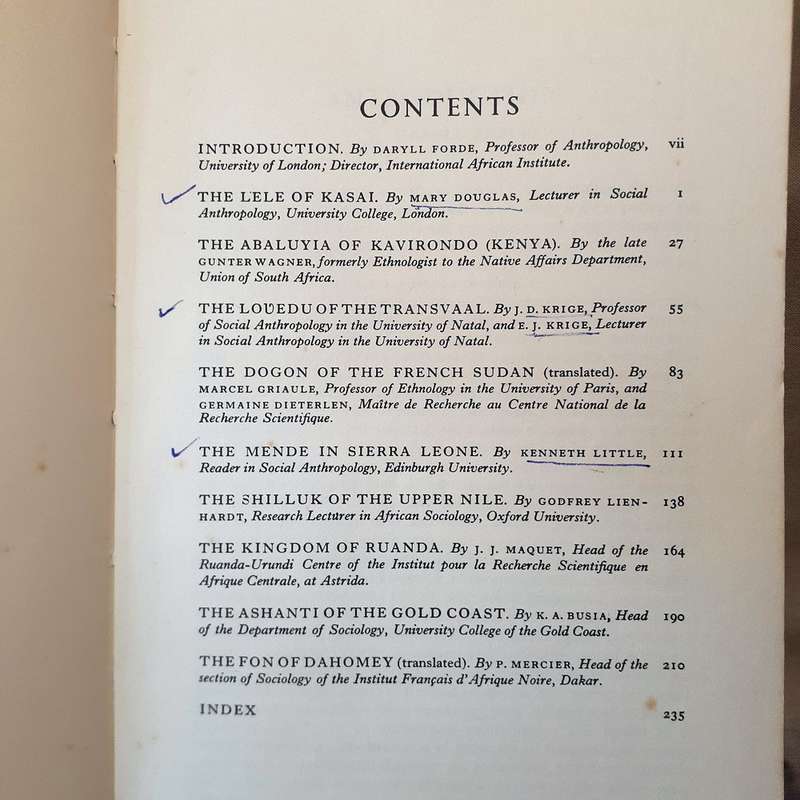 CONTENTS
INTRODUCTION. By DARYLL FORDE, Professor of Anthropology, vii
University of London; Director, International African Institute.
THE LELE OF KASAI. By MARY DOUGLAS, Lecturer in Social 1
Anthropology, University College, London.
THE ABALUYIA OF KAVIRONDO (KENYA). By the late 27
GUNTER WAGNER, formerly Ethnologist to the Native Affairs Department,
Union of South Africa.
THE LOVEDU OF THE TRANSVAAL. By J. D. KRIGE, Professor 55
of Social Anthropology in the University of Natal, and E. J. KRIGE, Lecturer
in Social Anthropology in the University of Natal.
THE DOGON OF THE FRENCH SUDAN (translated). By 83
MARCEL GRIAULE, Professor of Ethnology in the University of Paris, and
GERMAINE DIETERLEN, Maître de Recherche au Centre National de la
Recherche Scientifique.
THE MENDE IN SIERRA LEONE. By KENNETH LITTLE, 111
Reader in Social Anthropology, Edinburgh University.
THE SHILLUK OF THE UPPER NILE. By GODFREY LIEN- 138
HARDT, Research Lecturer in African Sociology, Oxford University.
THE KINGDOM OF RUANDA. By J. J. MAQUET, Head of the 164
Ruanda-Urundi Centre of the Institut pour la Recherche Scientifique en
Afrique Centrale, at Astrida.
THE ASHANTI OF THE GOLD COAST. By K. A. BUSIA, Head 190
of the Department of Sociology, University College of the Gold Coast.
THE FON OF DAHOMEY (translated). By P. MERCIER, Head of the 210
section of Sociology of the Institut Français d'Afrique Noire, Dakar.
INDEX 235